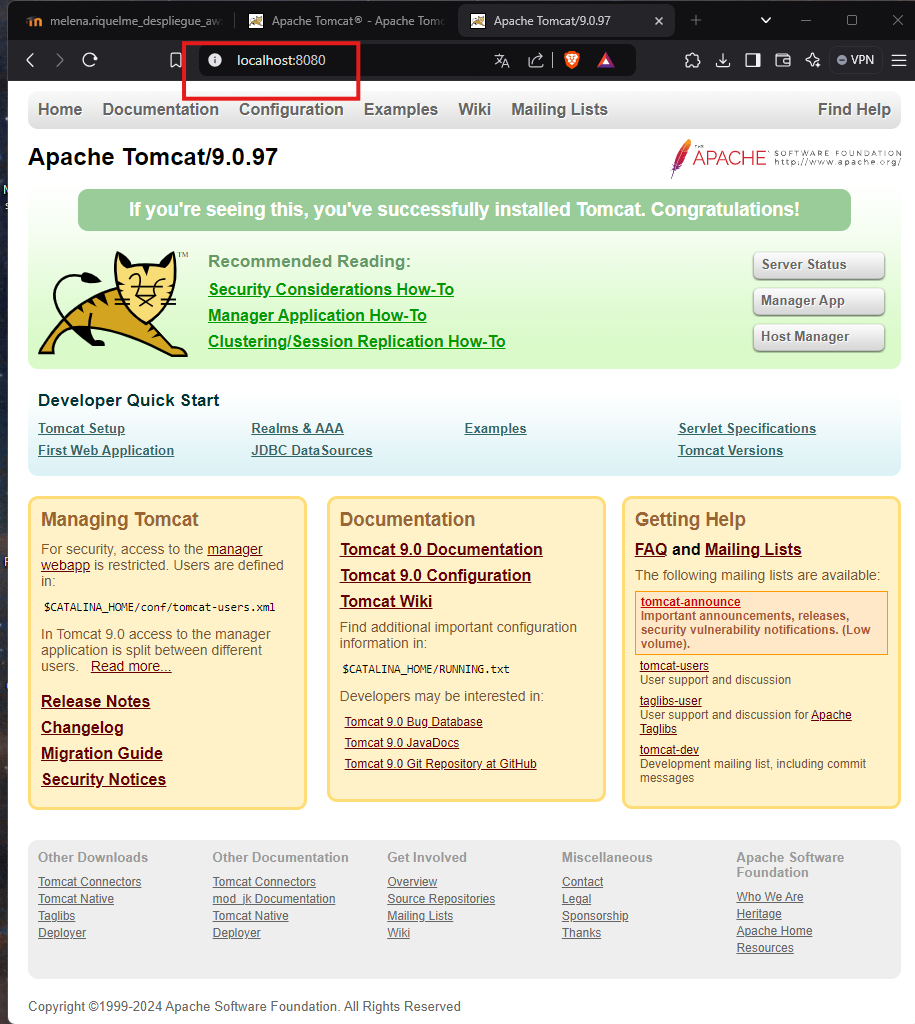 melena.riquelme_despliegue_aw
Apache Tomcat® - Apache Tomc
Apache Tomcat/9.0.97
localhost:8080
VPN
Home Documentation Configuration Examples Wiki Mailing Lists Find Help
Apache Tomcat/9.0.97
THE
APACHE
SOFTWARE FOUNDATION
http://www.apache.org/
If you're seeing this, you've successfully installed Tomcat. Congratulations!
TM
Recommended Reading:
Security Considerations How-To
Manager Application How-To
Clustering/Session Replication How-To
Server Status
Manager App
Host Manager
Developer Quick Start
Tomcat Setup
First Web Application
Realms & AAA
JDBC DataSources
Examples
Servlet Specifications
Tomcat Versions
Managing Tomcat
For security, access to the manager
webapp is restricted. Users are defined
in:
$CATALINA_HOME/conf/tomcat-users.xml
In Tomcat 9.0 access to the manager
application is split between different
users. Read more...
Release Notes
Changelog
Migration Guide
Security Notices
Documentation
Tomcat 9.0 Documentation
Tomcat 9.0 Configuration
Tomcat Wiki
Find additional important configuration
information in:
$CATALINA_HOME/RUNNING.txt
Developers may be interested in:
Tomcat 9.0 Bug Database
Tomcat 9.0 JavaDocs
Tomcat 9.0 Git Repository at GitHub
Getting Help
FAQ and Mailing Lists
The following mailing lists are available:
tomcat-announce
Important announcements, releases,
security vulnerability notifications. (Low
volume).
tomcat-users
User support and discussion
taglibs-user
User support and discussion for Apache
Taglibs
tomcat-dev
Development mailing list, including commit
messages
Other Downloads
Tomcat Connectors
Tomcat Native
Taglibs
Deployer
Other Documentation
Tomcat Connectors
mod_jk Documentation
Tomcat Native
Deployer
Get Involved
Overview
Source Repositories
Mailing Lists
Wiki
Miscellaneous
Contact
Legal
Sponsorship
Thanks
Apache Software
Foundation
Who We Are
Heritage
Apache Home
Resources
Copyright ©1999-2024 Apache Software Foundation. All Rights Reserved